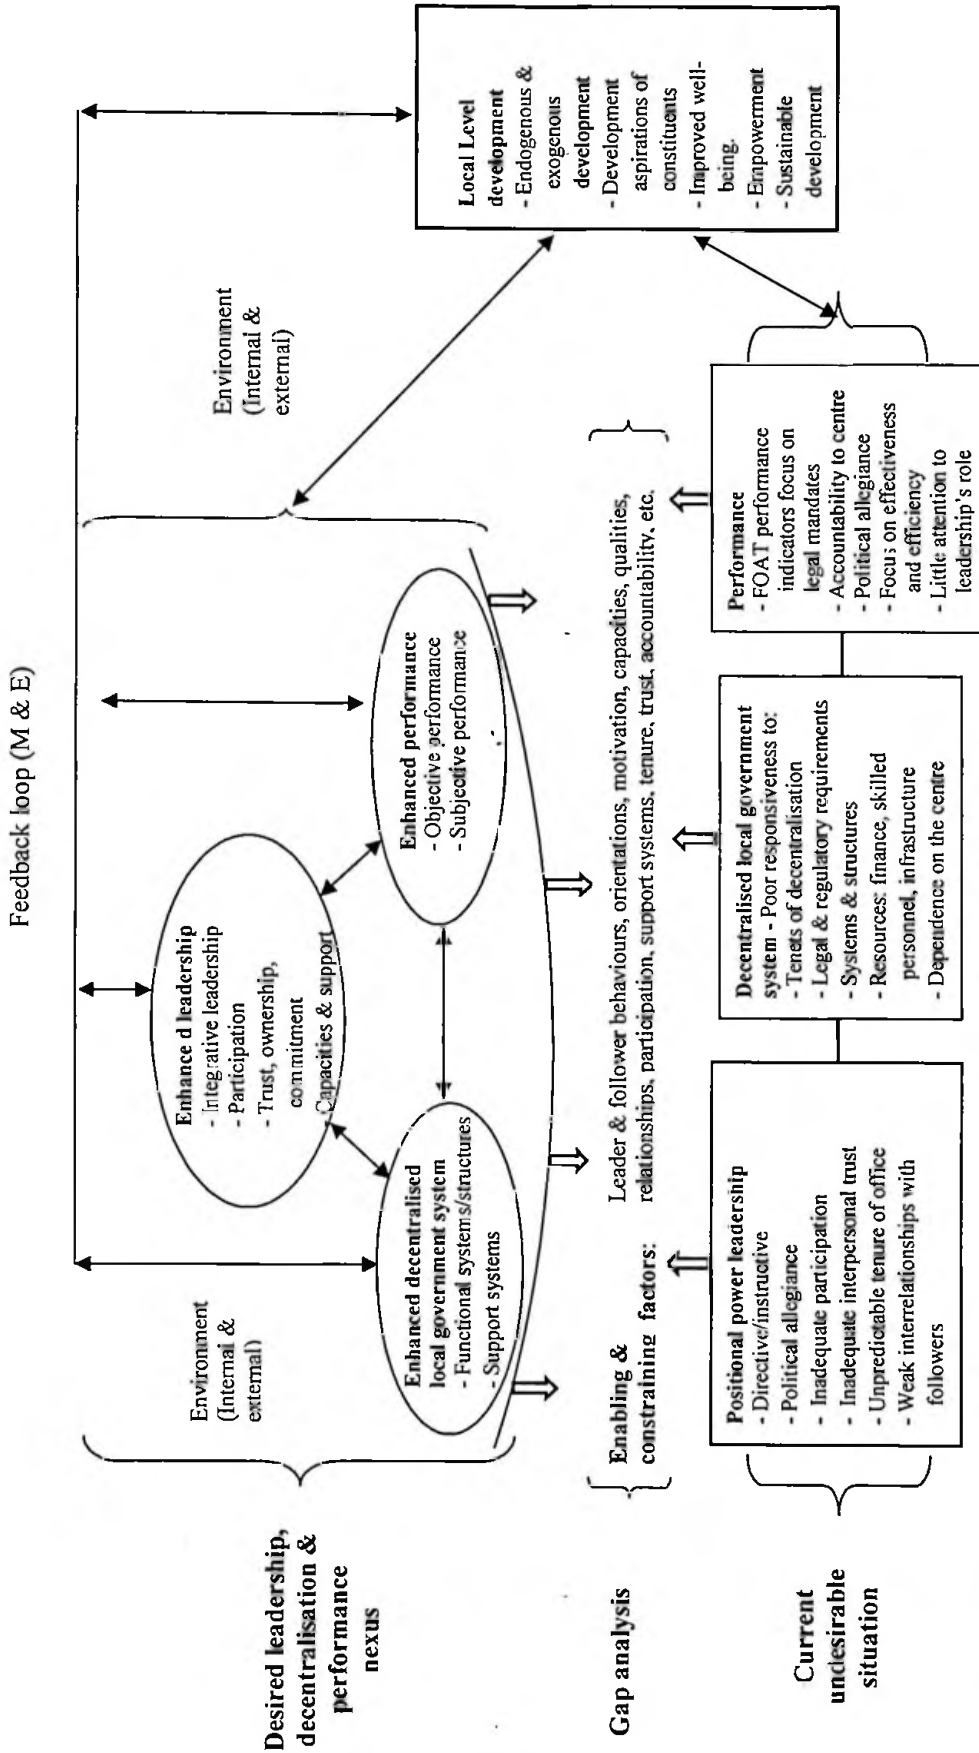 Feedback loop (M & E)
Desired leadership,
decentralisation &
performance
nexus
Environment
(Internal &
external)
Enhance d leadership
- Integrative leadership
- Participation
- Trust, ownership,
commitment
- Capacities & support
Enhanced decentralised
local government system
- Functional systems/structures
- Support systems
Enhanced performance
- Objective performance
- Subjective performance
Environment
(Internal &
external)
Local Level
development
- Endogenous &
exogenous
development
- Development
aspirations of
constituents
- Improved well-
being.
- Empowerment
- Sustainable
development
Gap analysis
Enabling &
constraining factors:
Leader & follower behaviours, orientations, motivation, capacities, qualities,
relationships, participation, support systems, tenure, trust, accountability, etc.
Current
undesirable
situation
Positional power leadership
- Directive/instructive
- Political allegiance
- Inadequate participation
- Inadequate interpersonal trust
- Unpredictable tenure of office
- Weak interrelationships with
followers
Decentralised local government
system - Poor responsiveness to:
- Tenets of decentralisation
- Legal & regulatory requirements
- Systems & structures
- Resources: finance, skilled
personnel, infrastructure
- Dependence on the centre
Performance
- FOAT performance
indicators focus on
legal mandates
- Accountability to centre
- Political allegiance
- Focus on effectiveness
and efficiency
- Little attention to
leadership's role